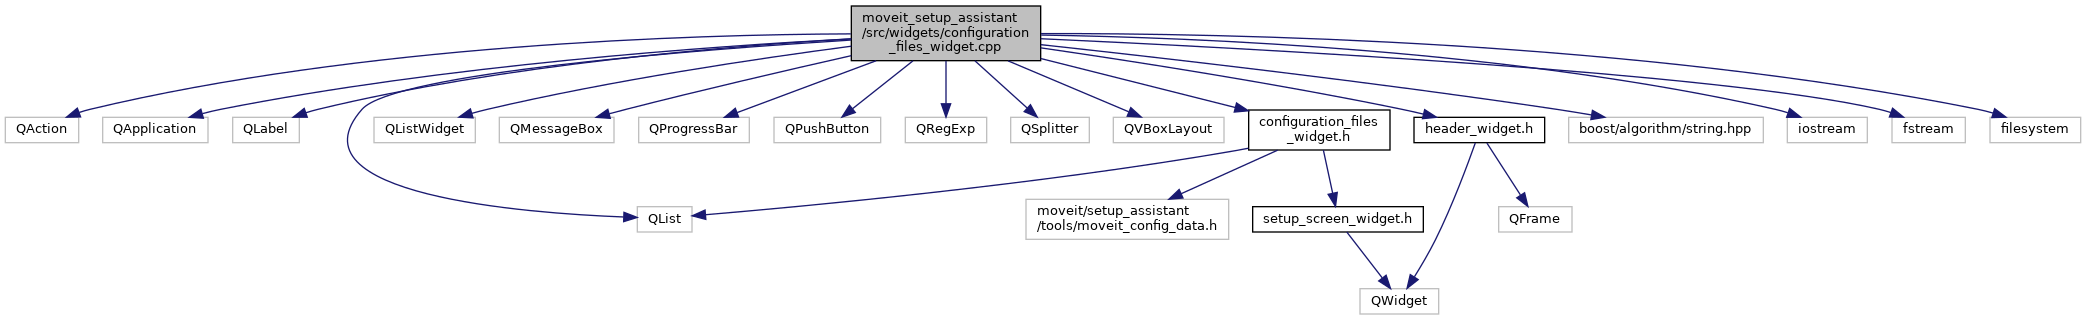 moveit_setup_assistant
/src/widgets/configuration
_files_widget.cpp
QAction
QApplication
QLabel
QListWidget
QMessageBox
QProgressBar
QPushButton
QRegExp
QSplitter
QVBoxLayout
configuration_files
_widget.h
header_widget.h
boost/algorithm/string.hpp
iostream
fstream
filesystem
QList
moveit/setup_assistant
/tools/moveit_config_data.h
setup_screen_widget.h
QFrame
QWidget